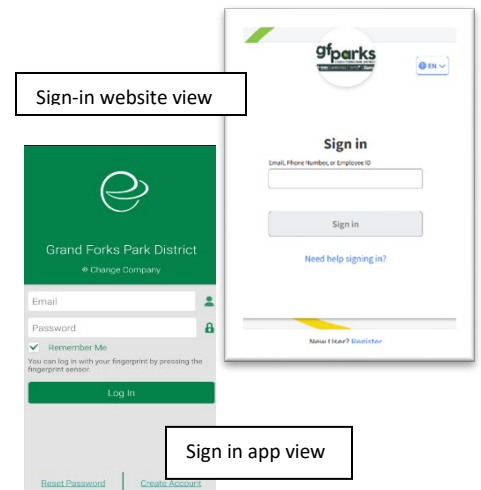 Sign-in website view
gfparks
EN
Sign in
Email, Phone Number, or Employee ID
Sign in
Need help signing in?
New User? Register
Grand Forks Park District
Change Company
Email
Password
Remember Me
You can log in with your fingerprint by pressing the
fingerprint sensor.
Log In
Reset Password
Create Account
Sign in app view